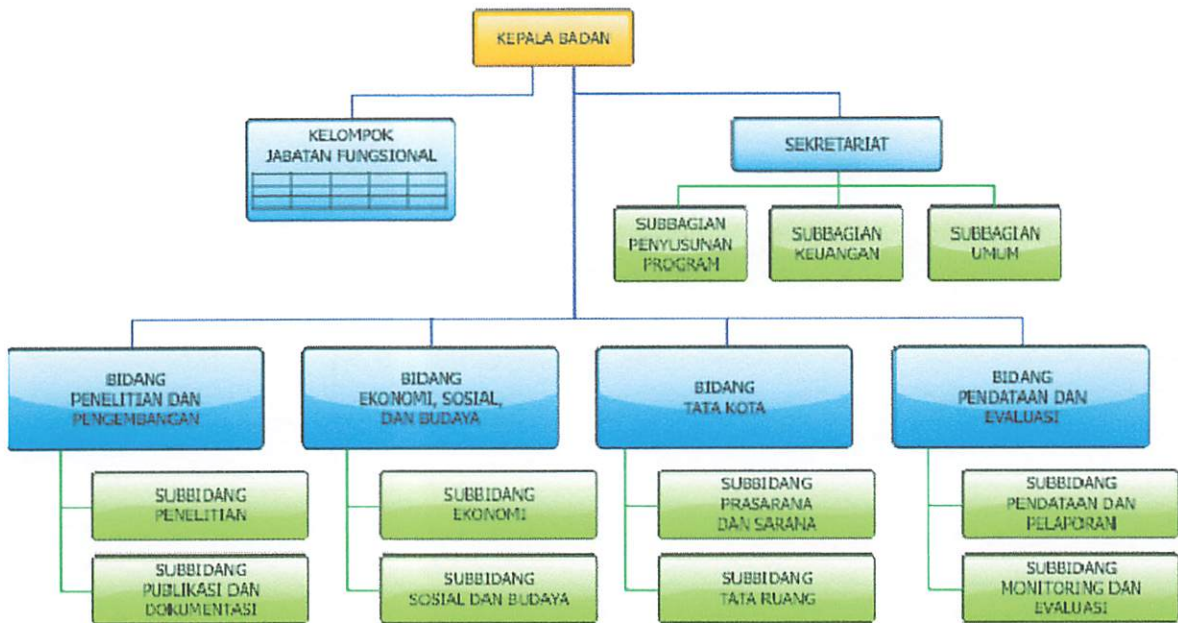 KEPALA BADAN
KELOMPOK
JABATAN FUNGSIONAL
SEKRETARIAT
SUBBAGIAN
PENYUSUNAN
PROGRAM
SUBBAGIAN
KEUANGAN
SUBBAGIAN
UMUM
BIDANG
PENELITIAN DAN
PENGEMBANGAN
BIDANG
EKONOMI, SOSIAL,
DAN BUDAYA
BIDANG
TATA KOTA
BIDANG
PENDATAAN DAN
EVALUASI
SUBBIDANG
PENELITIAN
SUBBIDANG
EKONOMI
SUBBIDANG
PRASARANA
DAN SARANA
SUBBIDANG
PENDATAAN DAN
PELAPORAN
SUBBIDANG
PUBLIKASI DAN
DOKUMENTASI
SUBBIDANG
SOSIAL DAN BUDAYA
SUBBIDANG
TATA RUANG
SUBBIDANG
MONITORING DAN
EVALUASI